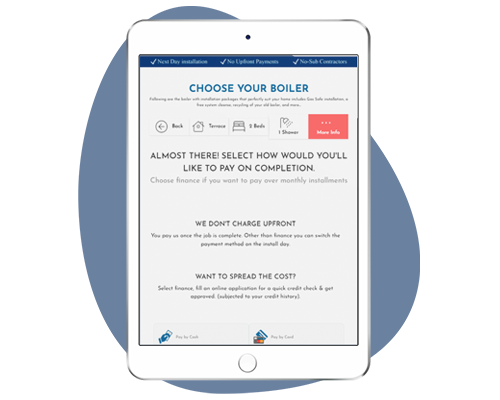 Next Day installation No Upfront Payments No-Sub Contractors
CHOOSE YOUR BOILER
Following are the boiler with installation packages that perfectly suit your home includes Gas Safe installation, a
free system cleanse, recycling of your old boiler, and more...
Back Terrace 2 Beds 1 Shower More Info
ALMOST THERE! SELECT HOW WOULD YOU'LL
LIKE TO PAY ON COMPLETION.
Choose finance if you want to pay over monthly installments
WE DON'T CHARGE UPFRONT
You pay us once the job is complete. Other than finance you can switch the
payment method on the install day.
WANT TO SPREAD THE COST?
Select finance, fill an online application for a quick credit check & get
approved. (subjected to your credit history)
Pay by Cash Pay by Card